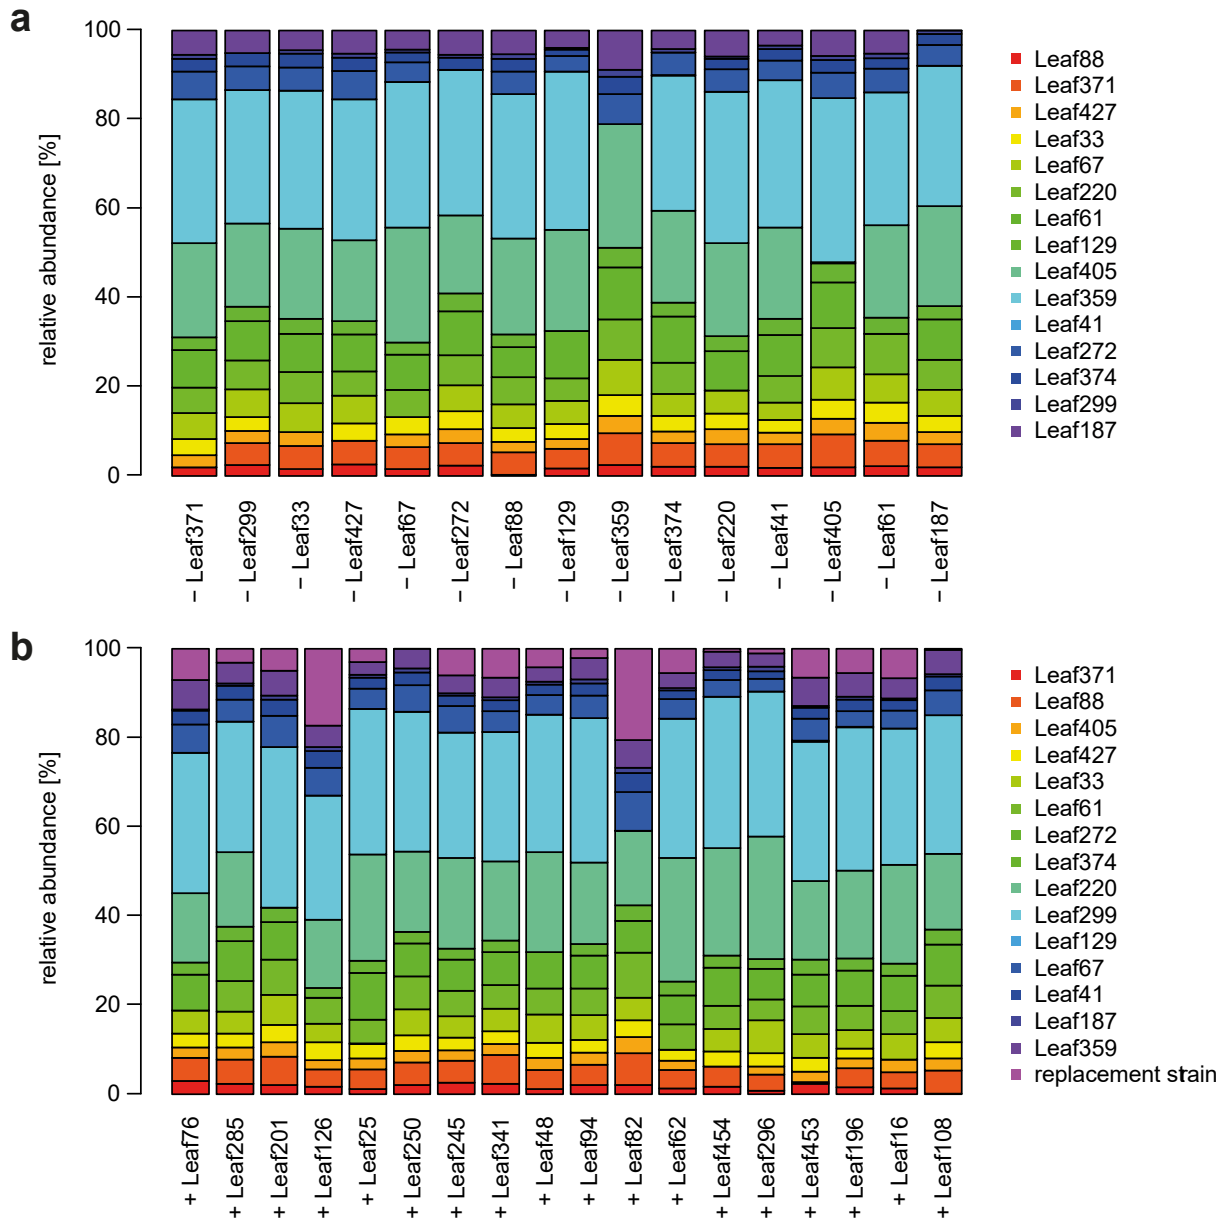 a
100
80
60
40
20
0
relative abundance [%]
– Leaf371
– Leaf299
– Leaf33
– Leaf427
– Leaf67
– Leaf272
– Leaf88
– Leaf129
– Leaf359
– Leaf374
– Leaf220
– Leaf41
– Leaf405
– Leaf61
– Leaf187
Leaf88
Leaf371
Leaf427
Leaf33
Leaf67
Leaf220
Leaf61
Leaf129
Leaf405
Leaf359
Leaf41
Leaf272
Leaf374
Leaf299
Leaf187
b
100
80
60
40
20
0
relative abundance [%]
+ Leaf76
+ Leaf285
+ Leaf201
+ Leaf126
+ Leaf25
+ Leaf250
+ Leaf245
+ Leaf341
+ Leaf48
+ Leaf94
+ Leaf82
+ Leaf62
+ Leaf454
+ Leaf296
+ Leaf453
+ Leaf196
+ Leaf16
+ Leaf108
Leaf371
Leaf88
Leaf405
Leaf427
Leaf33
Leaf61
Leaf272
Leaf374
Leaf220
Leaf299
Leaf129
Leaf67
Leaf41
Leaf187
Leaf359
replacement strain